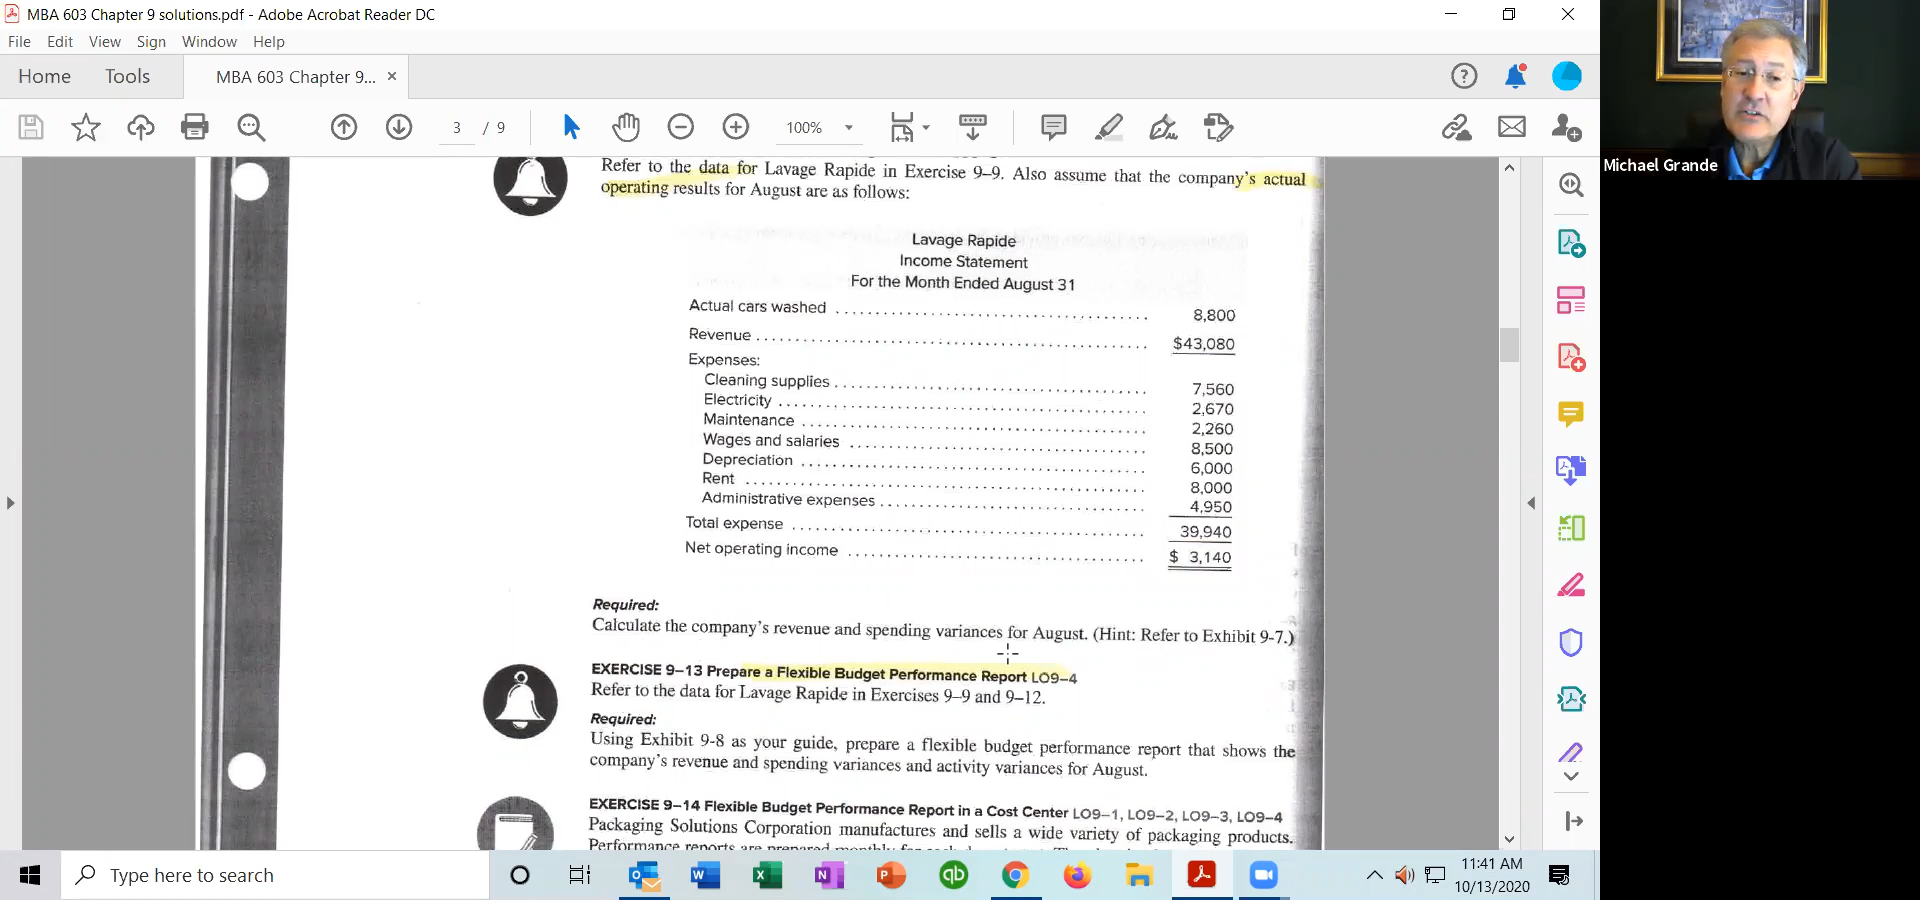 MBA 603 Chapter 9 solutions.pdf - Adobe Acrobat Reader DC
File Edit View Sign Window Help
Home Tools MBA 603 Chapter 9... ×
3 / 9 100%
Michael Grande
Refer to the data for Lavage Rapide in Exercise 9–9. Also assume that the company's actual
operating results for August are as follows:
Lavage Rapide
Income Statement
For the Month Ended August 31
Actual cars washed 8,800
Revenue $43,080
Expenses:
Cleaning supplies 7,560
Electricity 2,670
Maintenance 2,260
Wages and salaries 8,500
Depreciation 6,000
Rent 8,000
Administrative expenses 4,950
Total expense 39,940
Net operating income $ 3,140
Required:
Calculate the company's revenue and spending variances for August. (Hint: Refer to Exhibit 9-7.)
EXERCISE 9–13 Prepare a Flexible Budget Performance Report LO9–4
Refer to the data for Lavage Rapide in Exercises 9–9 and 9–12.
Required:
Using Exhibit 9-8 as your guide, prepare a flexible budget performance report that shows the
company's revenue and spending variances and activity variances for August.
EXERCISE 9–14 Flexible Budget Performance Report in a Cost Center LO9–1, LO9–2, LO9–3, LO9–4
Packaging Solutions Corporation manufactures and sells a wide variety of packaging products.
Performance reports are prepared monthly for each
Type here to search
11:41 AM
10/13/2020